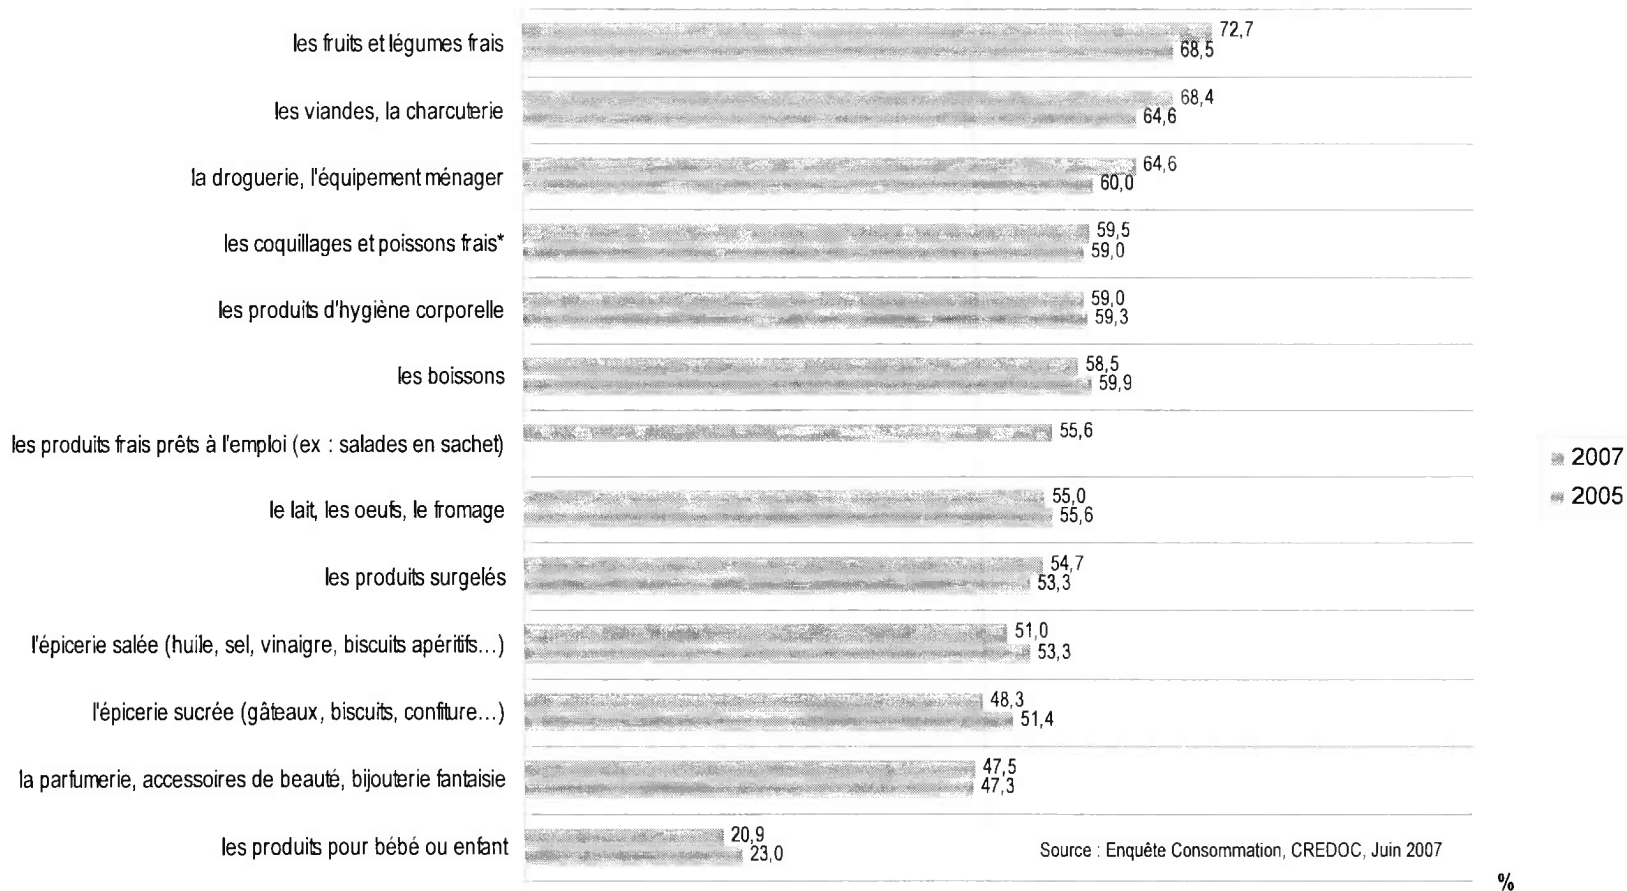 les fruits et légumes frais 72,7
68,5
les viandes, la charcuterie 68,4
64,6
la droguerie, l'équipement ménager 64,6
60,0
les coquillages et poissons frais* 59,5
59,0
les produits d'hygiène corporelle 59,0
59,3
les boissons 58,5
59,9
les produits frais prêts à l'emploi (ex : salades en sachet) 55,6
le lait, les oeufs, le fromage 55,0
55,6
les produits surgelés 54,7
53,3
l'épicerie salée (huile, sel, vinaigre, biscuits apéritifs...) 51,0
53,3
l'épicerie sucrée (gâteaux, biscuits, confiture...) 48,3
51,4
la parfumerie, accessoires de beauté, bijouterie fantaisie 47,5
47,3
les produits pour bébé ou enfant 20,9
23,0
2007
2005
Source : Enquête Consommation, CREDOC, Juin 2007
%